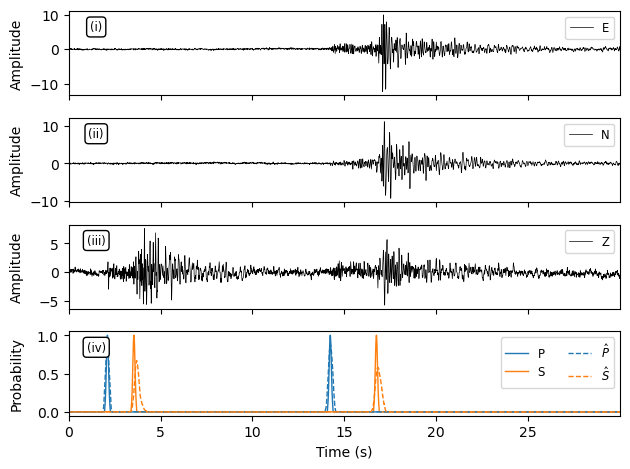 (i)
E
Amplitude
10
0
−10
(ii)
N
Amplitude
10
0
−10
(iii)
Z
Amplitude
5
0
−5
(iv)
P
S
P̂
Ŝ
Probability
1.0
0.5
0.0
0 5 10 15 20 25
Time (s)